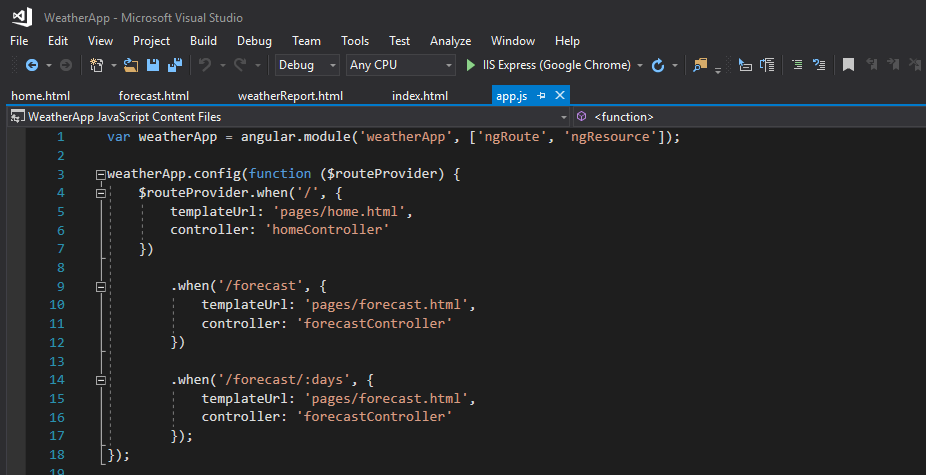 WeatherApp - Microsoft Visual Studio
File Edit View Project Build Debug Team Tools Test Analyze Window Help
Debug Any CPU IIS Express (Google Chrome)
home.html forecast.html weatherReport.html index.html app.js
WeatherApp JavaScript Content Files <function>
1 var weatherApp = angular.module('weatherApp', ['ngRoute', 'ngResource']);
2
3 weatherApp.config(function ($routeProvider) {
4 $routeProvider.when('/', {
5 templateUrl: 'pages/home.html',
6 controller: 'homeController'
7 })
8
9 .when('/forecast', {
10 templateUrl: 'pages/forecast.html',
11 controller: 'forecastController'
12 })
13
14 .when('/forecast/:days', {
15 templateUrl: 'pages/forecast.html',
16 controller: 'forecastController'
17 });
18 });
19